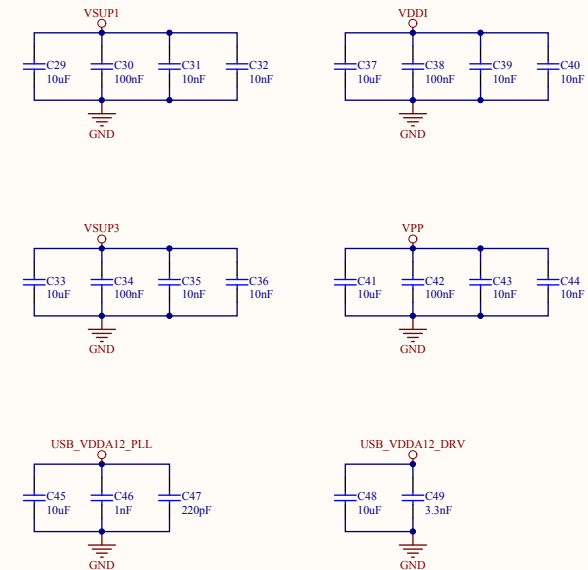 VSUP1
C29
10uF
C30
100nF
C31
10nF
C32
10nF
GND
VDDI
C37
10uF
C38
100nF
C39
10nF
C40
10nF
GND
VSUP3
C33
10uF
C34
100nF
C35
10nF
C36
10nF
GND
VPP
C41
10uF
C42
100nF
C43
10nF
C44
10nF
GND
USB_VDDA12_PLL
C45
10uF
C46
1nF
C47
220pF
GND
USB_VDDA12_DRV
C48
10uF
C49
3.3nF
GND